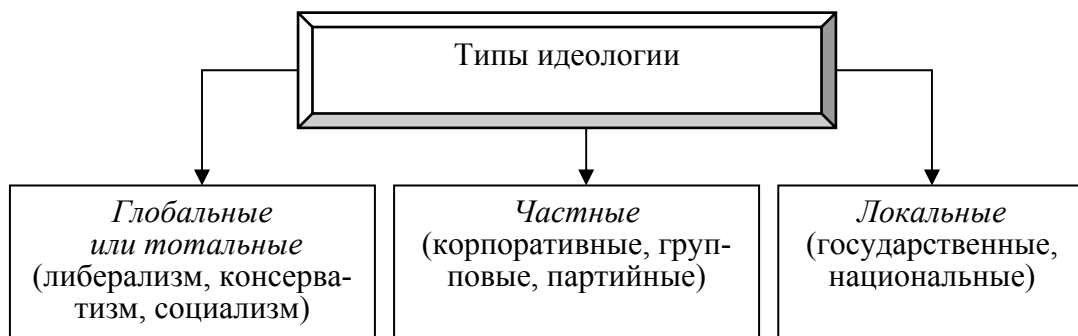 Типы идеологии
Глобальные
или тотальные
(либерализм, консерва-
тизм, социализм)
Частные
(корпоративные, груп-
повые, партийные)
Локальные
(государственные,
национальные)